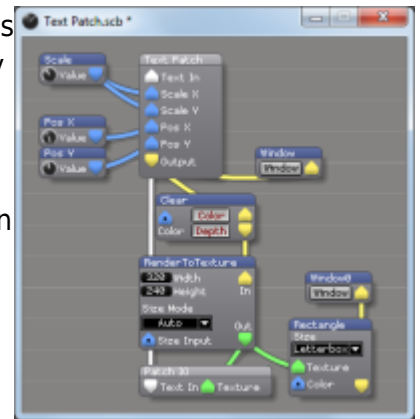 Text Patch.scb *
Scale
Value
Text Patch
Text In
Scale X
Scale Y
Pos X
Pos Y
Output
Pos X
Value
Pos Y
Value
Window
Window
Clear
Color
Color Depth
RenderToTexture
320 Width
240 Height
In
Size Mode
Auto
Out
Size Input
Window0
Window
Rectangle
Size
Letterbox
Texture
Color
Patch IO
Text In Texture
s
y
n